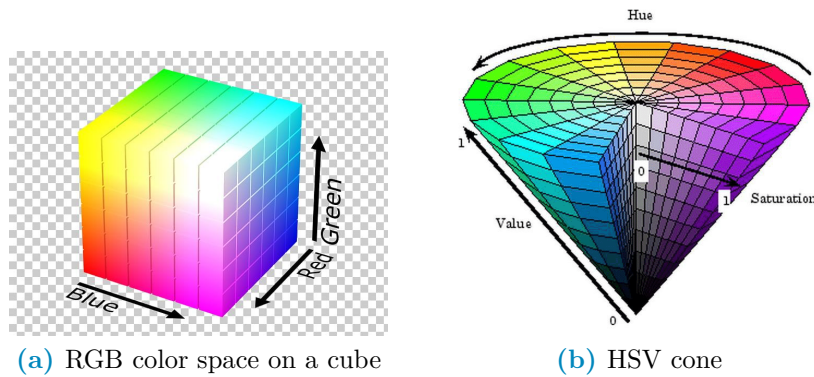 Blue
Red
Green
(a) RGB color space on a cube
Hue
1
0
1
Saturation
Value
0
(b) HSV cone